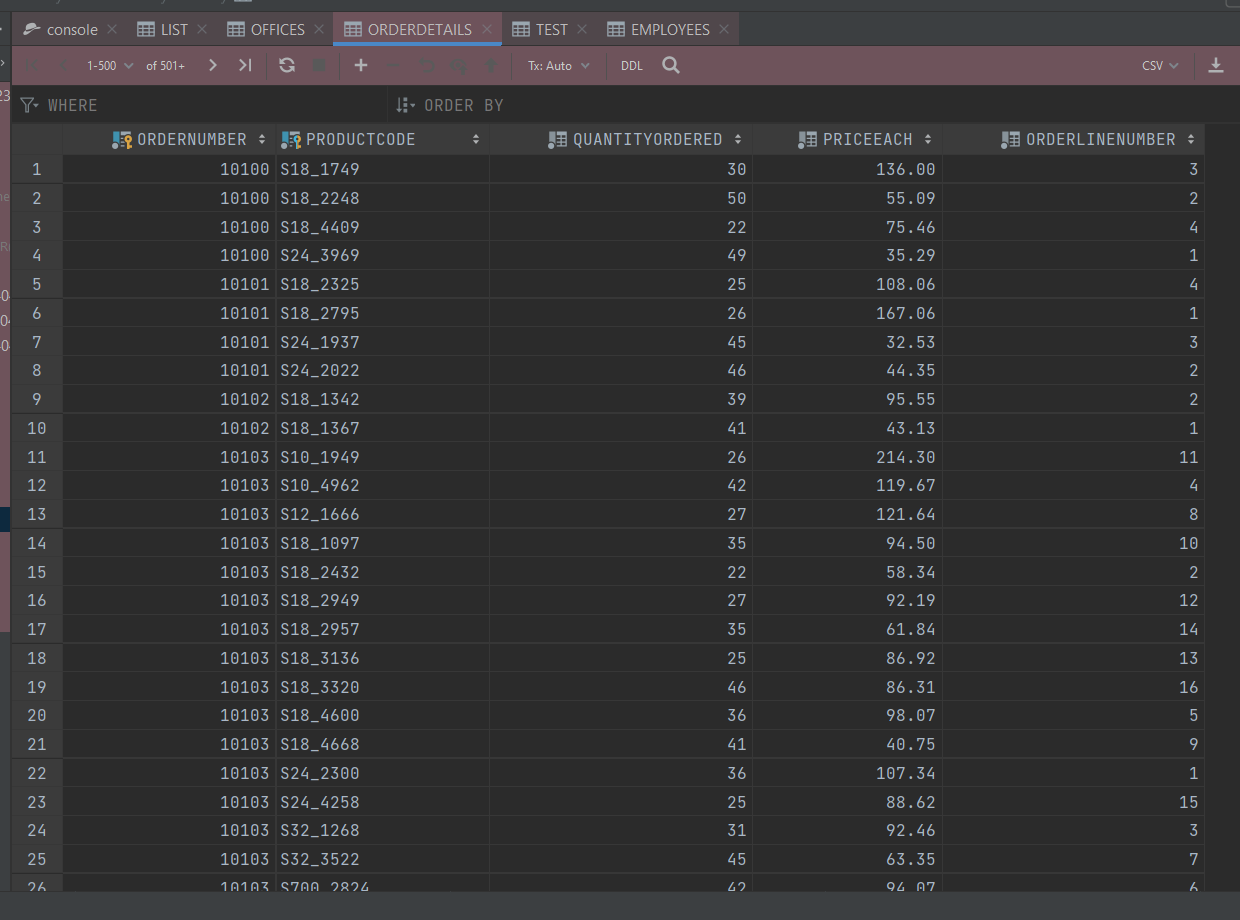 console LIST OFFICES ORDERDETAILS TEST EMPLOYEES
1-500 of 501+ Tx: Auto DDL CSV
WHERE ORDER BY
ORDERNUMBER PRODUCTCODE QUANTITYORDERED PRICEEACH ORDERLINENUMBER
1 10100 S18_1749 30 136.00 3
2 10100 S18_2248 50 55.09 2
3 10100 S18_4409 22 75.46 4
4 10100 S24_3969 49 35.29 1
5 10101 S18_2325 25 108.06 4
6 10101 S18_2795 26 167.06 1
7 10101 S24_1937 45 32.53 3
8 10101 S24_2022 46 44.35 2
9 10102 S18_1342 39 95.55 2
10 10102 S18_1367 41 43.13 1
11 10103 S10_1949 26 214.30 11
12 10103 S10_4962 42 119.67 4
13 10103 S12_1666 27 121.64 8
14 10103 S18_1097 35 94.50 10
15 10103 S18_2432 22 58.34 2
16 10103 S18_2949 27 92.19 12
17 10103 S18_2957 35 61.84 14
18 10103 S18_3136 25 86.92 13
19 10103 S18_3320 46 86.31 16
20 10103 S18_4600 36 98.07 5
21 10103 S18_4668 41 40.75 9
22 10103 S24_2300 36 107.34 1
23 10103 S24_4258 25 88.62 15
24 10103 S32_1268 31 92.46 3
25 10103 S32_3522 45 63.35 7
26 10103 S700_2824 42 94.07 6